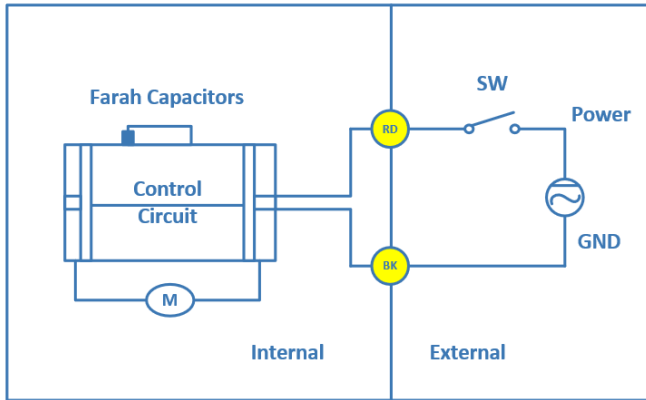 SW
Farah Capacitors
Power
RD
Control
Circuit
GND
BK
M
Internal
External